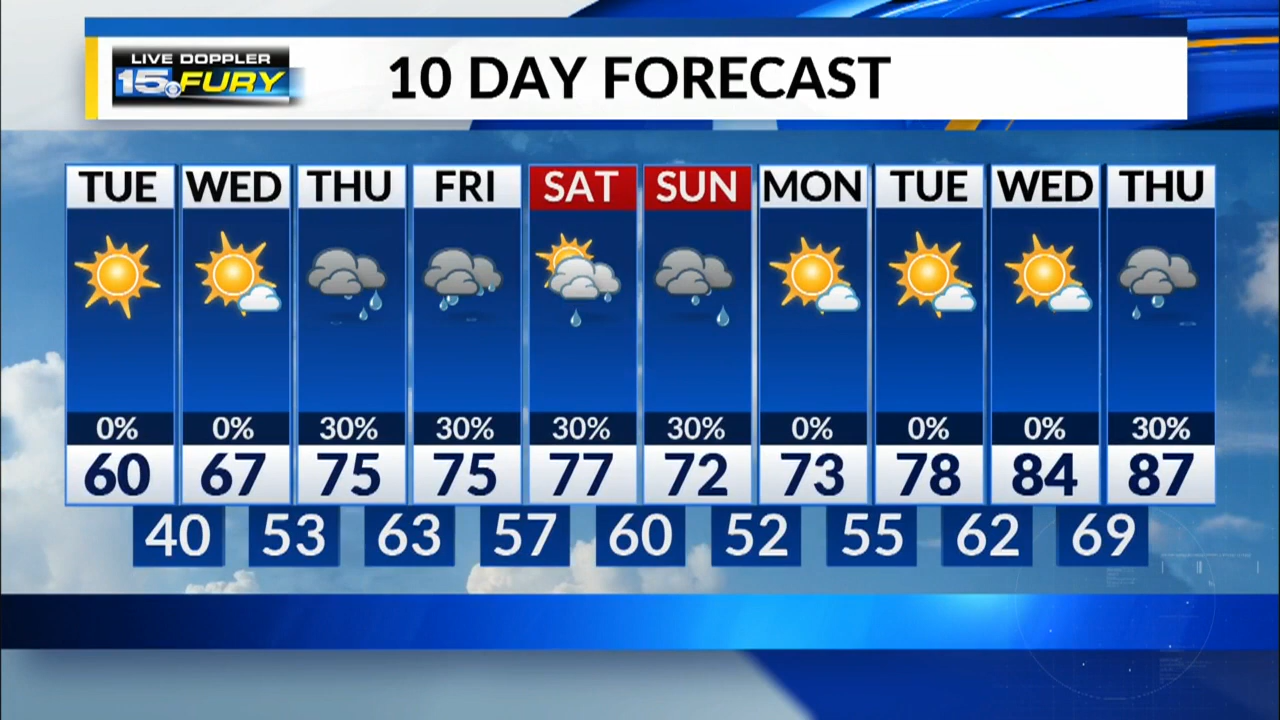 LIVE DOPPLER
15 FURY
10 DAY FORECAST
TUE WED THU FRI SAT SUN MON TUE WED THU
0% 0% 30% 30% 30% 30% 0% 0% 0% 30%
60 67 75 75 77 72 73 78 84 87
40 53 63 57 60 52 55 62 69